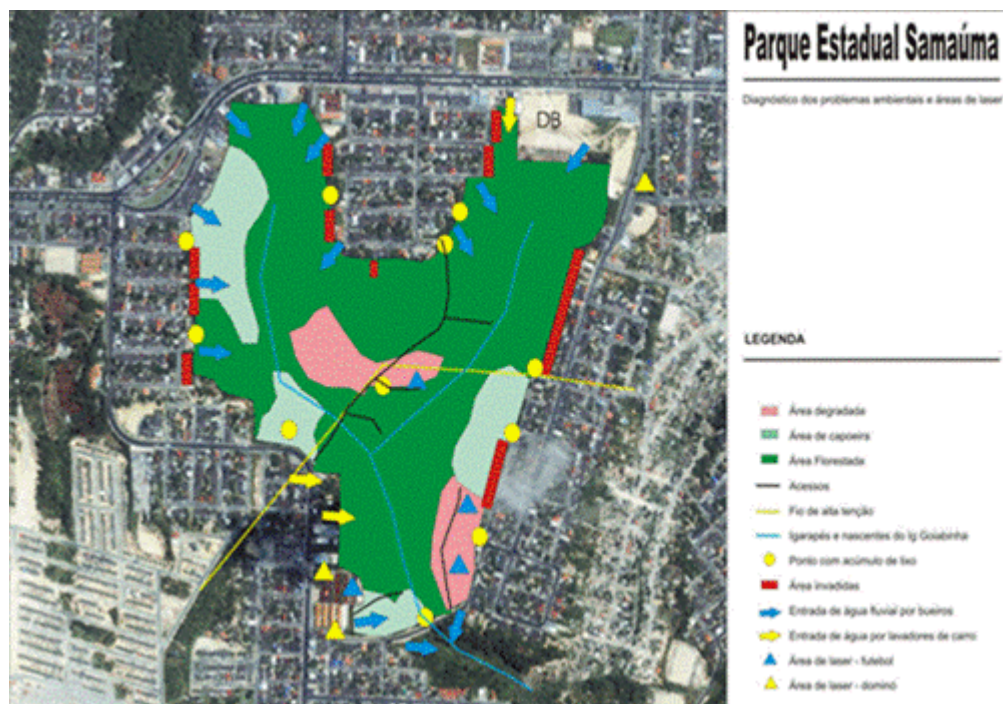 Parque Estadual Samaúma
Diagnóstico dos problemas ambientais e áreas de laser
DB
LEGENDA
Área degradada
Área de capoeira
Área Florestada
Acessos
Fio de alta tenção
Igarapés e nascentes do Ig Goiabinha
Ponto com acúmulo de lixo
Área Invadidas
Entrada de água fluvial por bueiros
Entrada de água por lavadores de carro
Área de laser - futebol
Área de laser - dominó